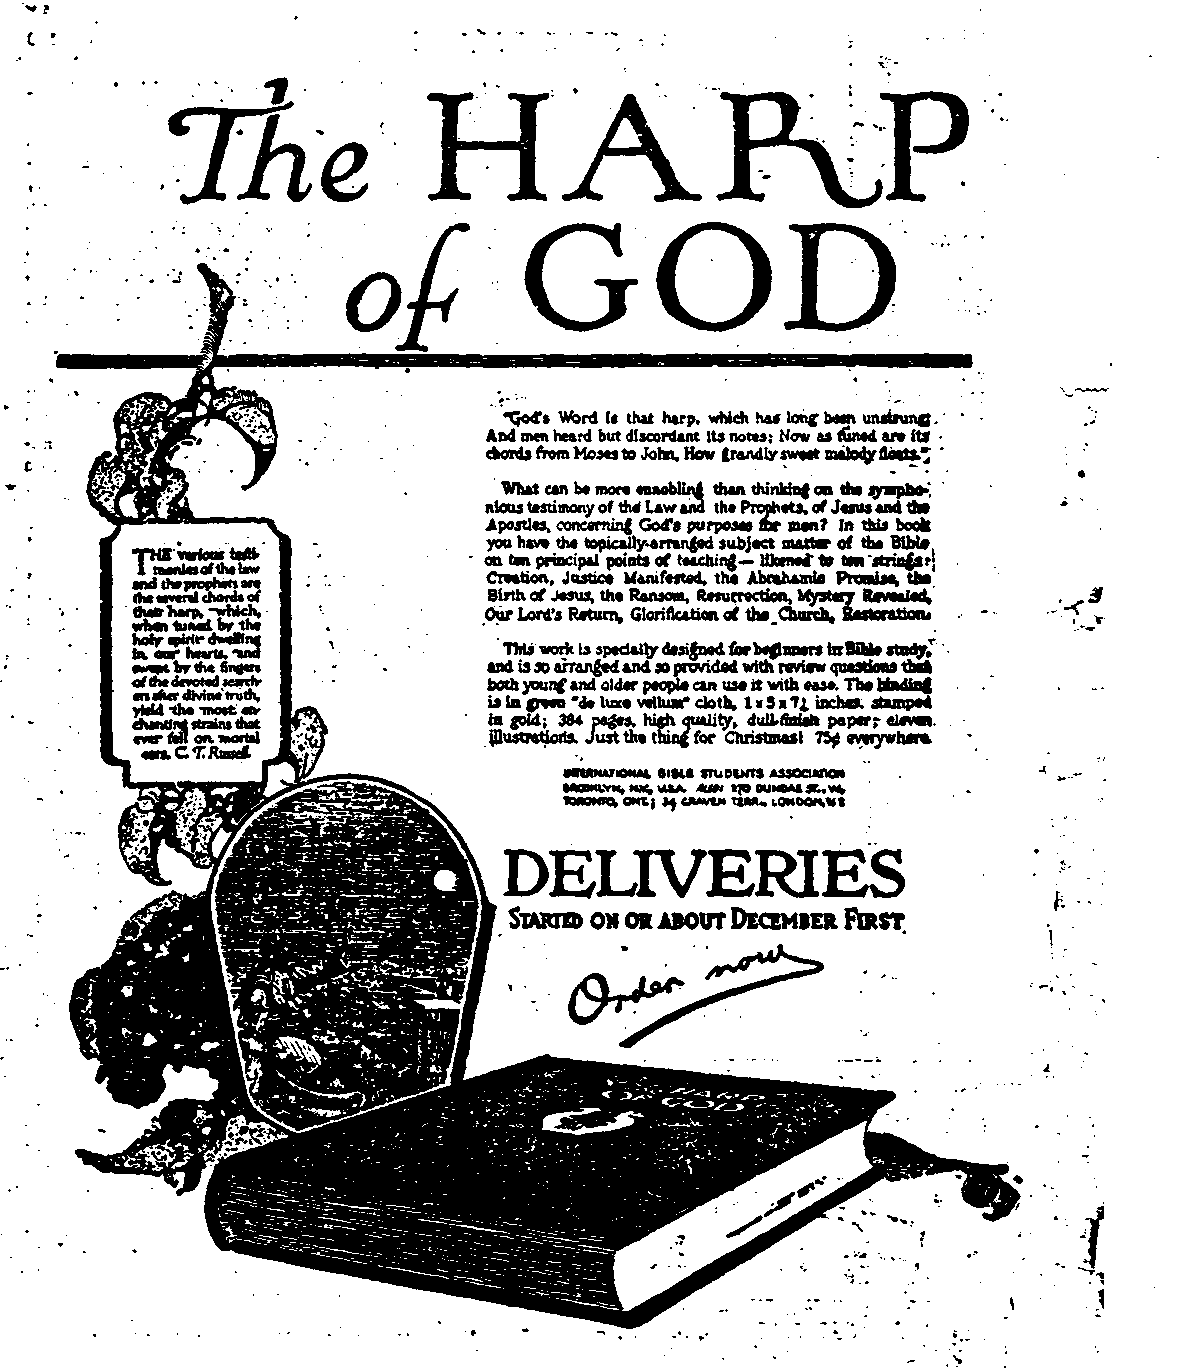 The HARP
of GOD
"God's Word is that harp, which has long been unstrung;
And men heard but discordant its notes; Now as tuned are its
chords from Moses to John, How grandly sweet melody floats."
What can be more ennobling than thinking on the sympho-
nious testimony of the Law and the Prophets, of Jesus and the
Apostles, concerning God's purposes for men? In this book
you have the topically-arranged subject matter of the Bible
on ten principal points of teaching — likened to ten strings:
Creation, Justice Manifested, the Abrahamic Promise, the
Birth of Jesus, the Ransom, Resurrection, Mystery Revealed,
Our Lord's Return, Glorification of the Church, Restoration.
This work is specially designed for beginners in Bible study,
and is so arranged and so provided with review questions that
both young and older people can use it with ease. The binding
is in green "de luxe vellum" cloth, 1 x 5 x 7½ inches, stamped
in gold; 384 pages, high quality, dull-finish paper; eleven
illustrations. Just the thing for Christmas! 75¢ everywhere.
INTERNATIONAL BIBLE STUDENTS ASSOCIATION
BROOKLYN, N.Y., U.S.A. ALSO 270 DUNDAS ST., W.,
TORONTO, ONT.; 34 CRAVEN TERR., LONDON, W 2
THE various testi-
monies of the law
and the prophets are
the several chords of
their harp, which,
when tuned by the
holy spirit dwelling
in our hearts, and
swept by the fingers
of the devoted search-
er after divine truth,
yield the most en-
chanting strains that
ever fell on mortal
ears. C. T. Russell.
DELIVERIES
STARTED ON OR ABOUT DECEMBER FIRST
Order now
HARP
OF GOD